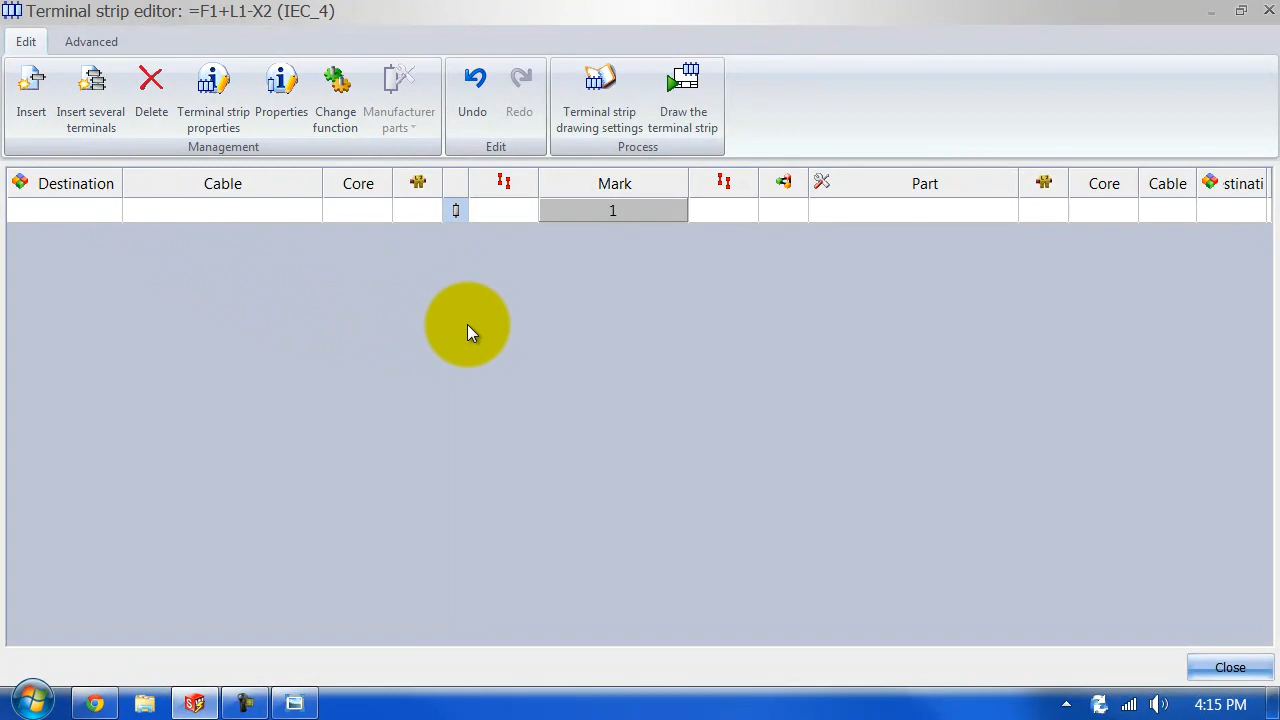 Terminal strip editor: =F1+L1-X2 (IEC_4)
Edit Advanced
Insert Insert several terminals Delete Terminal strip properties Properties Change function Manufacturer parts Undo Redo Terminal strip drawing settings Draw the terminal strip
Management Edit Process
Destination Cable Core Mark Part Core Cable stinati
1
Close
4:15 PM